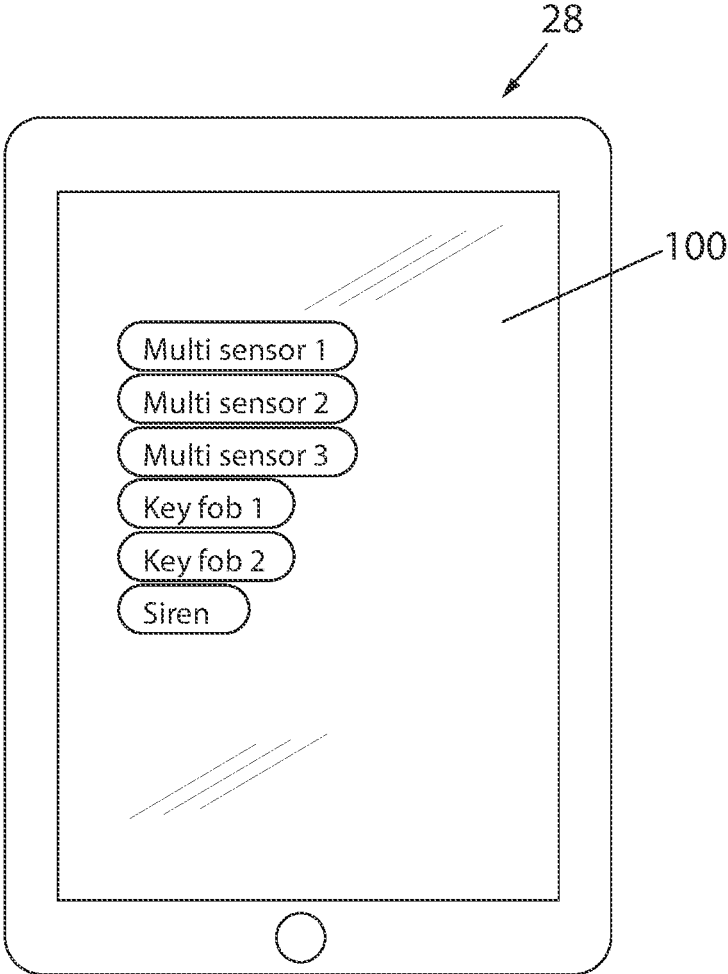 28
100
Multi sensor 1
Multi sensor 2
Multi sensor 3
Key fob 1
Key fob 2
Siren